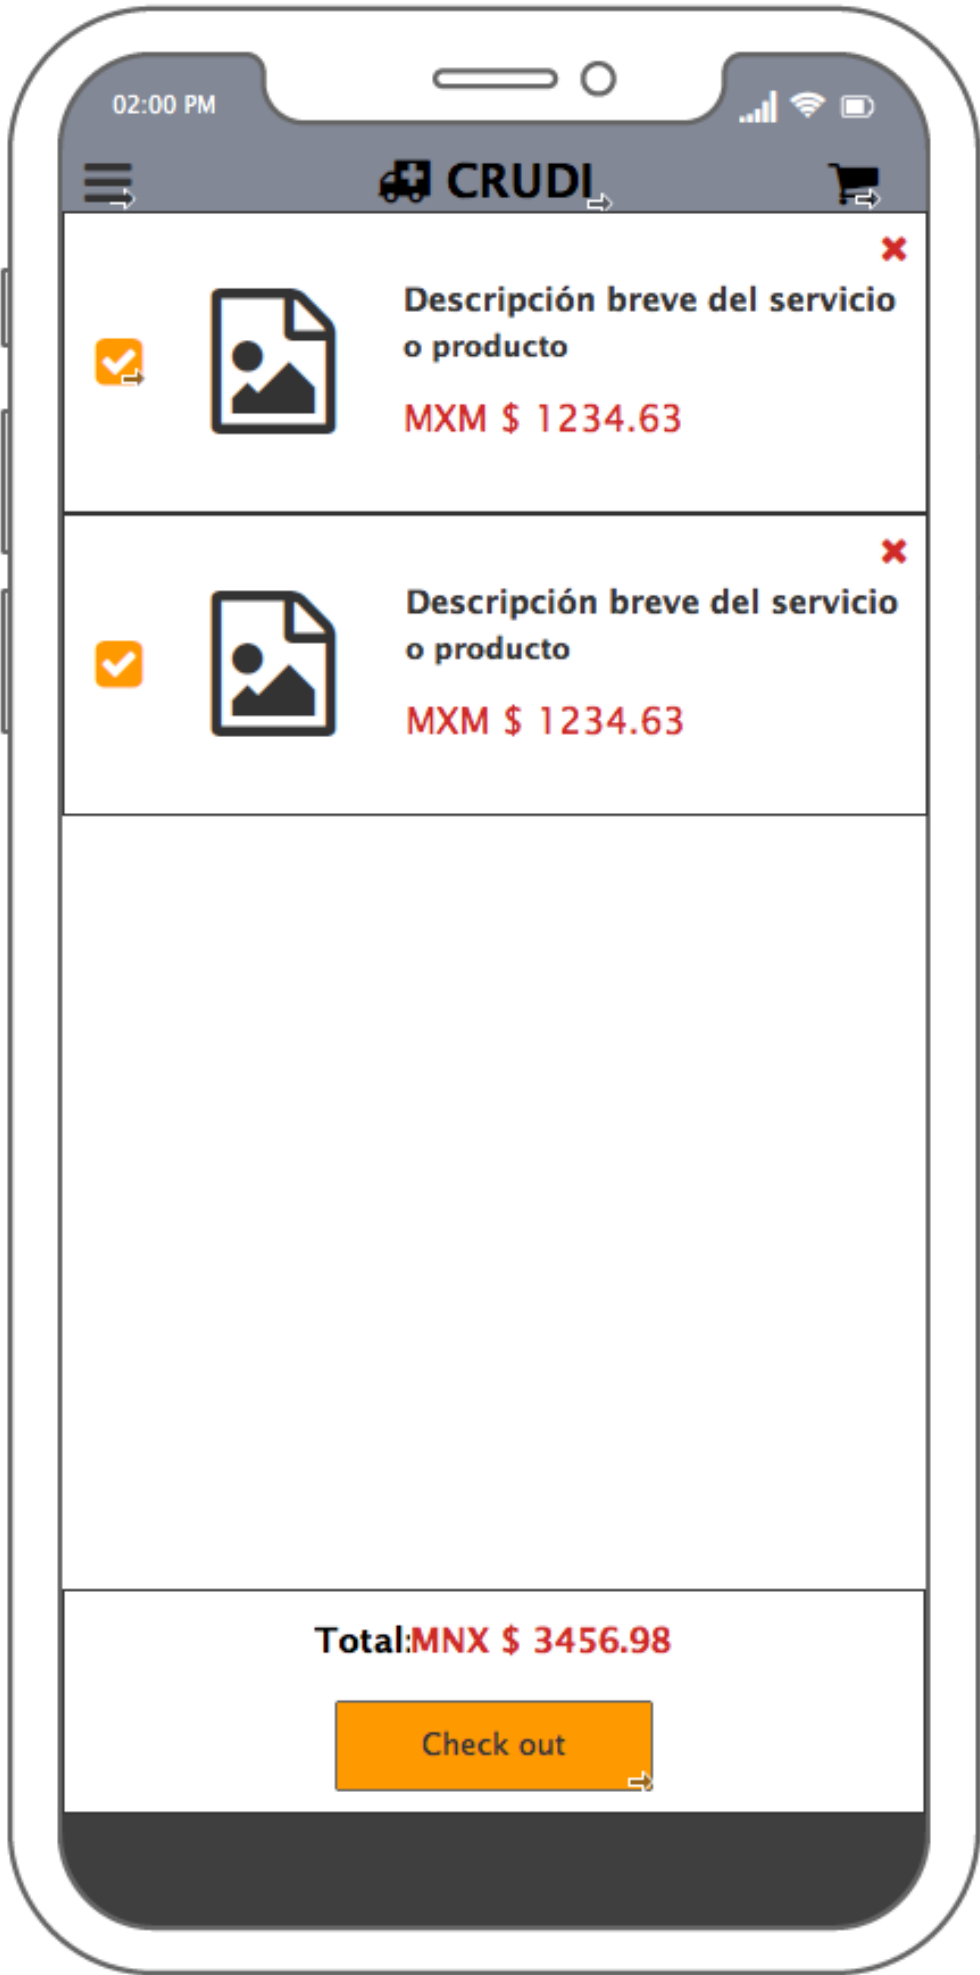 02:00 PM
CRUDI
Descripción breve del servicio
o producto
MXM $ 1234.63
Descripción breve del servicio
o producto
MXM $ 1234.63
Total:MNX $ 3456.98
Check out